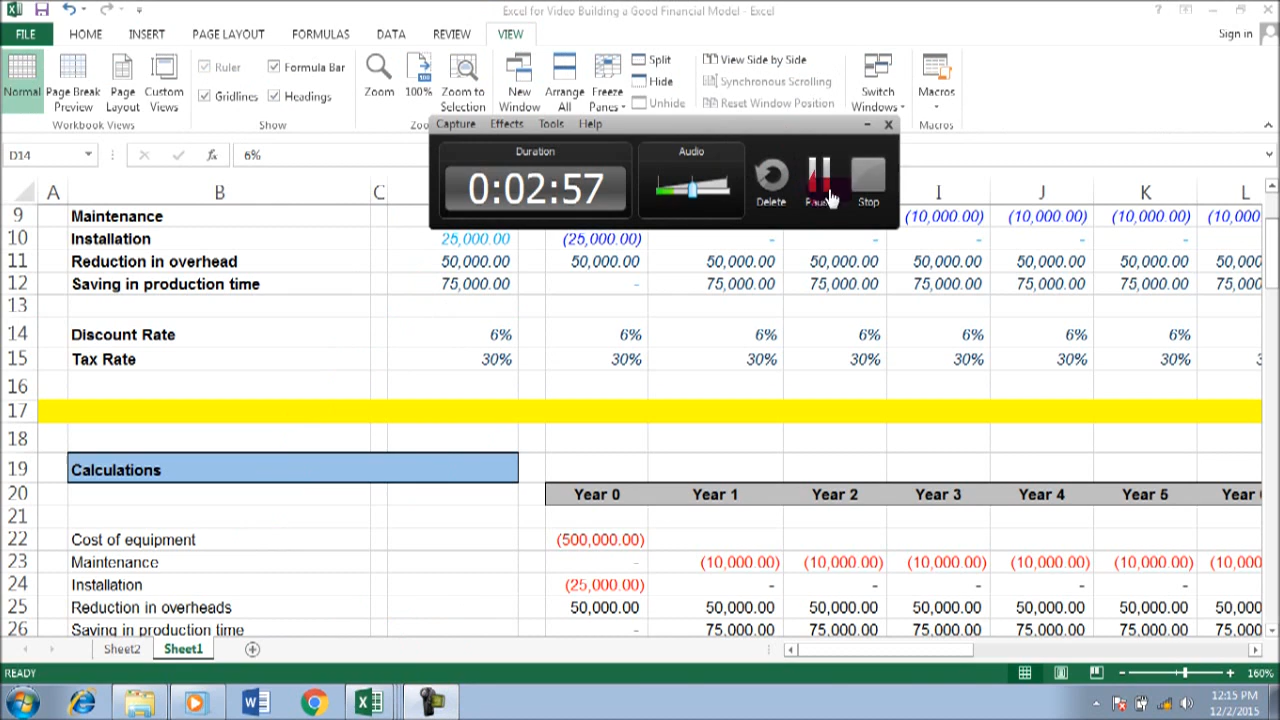 Excel for Video Building a Good Financial Model - Excel
FILE HOME INSERT PAGE LAYOUT FORMULAS DATA REVIEW VIEW Sign in
Normal Page Break Preview Page Layout Custom Views
Workbook Views
Ruler Formula Bar
Gridlines Headings
Show
Zoom 100% Zoom to Selection
New Window Arrange All Freeze Panes
Split
Hide
Unhide
View Side by Side
Synchronous Scrolling
Reset Window Position
Switch Windows
Macros
Macros
Capture Effects Tools Help
Duration Audio
0:02:57
Delete Stop
D14 fx 6%
A B C I J K L
9 Maintenance (10,000.00) (10,000.00) (10,000.00)
10 Installation 25,000.00 (25,000.00) - - - - -
11 Reduction in overhead 50,000.00 50,000.00 50,000.00 50,000.00 50,000.00 50,000.00 50,000.00
12 Saving in production time 75,000.00 - 75,000.00 75,000.00 75,000.00 75,000.00 75,000.00
13
14 Discount Rate 6% 6% 6% 6% 6% 6% 6%
15 Tax Rate 30% 30% 30% 30% 30% 30% 30%
16
17
18
19 Calculations
20 Year 0 Year 1 Year 2 Year 3 Year 4 Year 5 Year
21
22 Cost of equipment (500,000.00)
23 Maintenance - (10,000.00) (10,000.00) (10,000.00) (10,000.00) (10,000.00)
24 Installation (25,000.00) - - - - -
25 Reduction in overheads 50,000.00 50,000.00 50,000.00 50,000.00 50,000.00 50,000.00
26 Saving in production time - 75,000.00 75,000.00 75,000.00 75,000.00 75,000.00
Sheet2 Sheet1
READY 160%
12:15 PM
12/2/2015